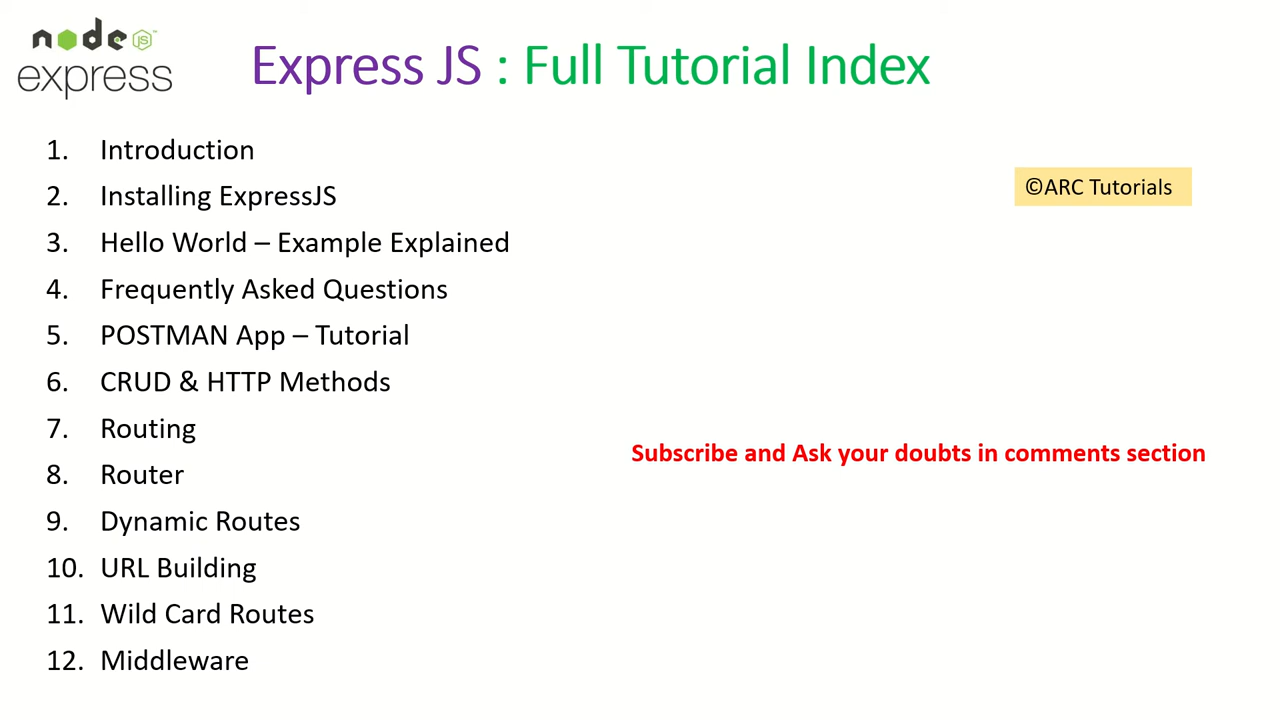 node JS
express
Express JS : Full Tutorial Index
1. Introduction
2. Installing ExpressJS
3. Hello World – Example Explained
4. Frequently Asked Questions
5. POSTMAN App – Tutorial
6. CRUD & HTTP Methods
7. Routing
8. Router
9. Dynamic Routes
10. URL Building
11. Wild Card Routes
12. Middleware
©ARC Tutorials
Subscribe and Ask your doubts in comments section